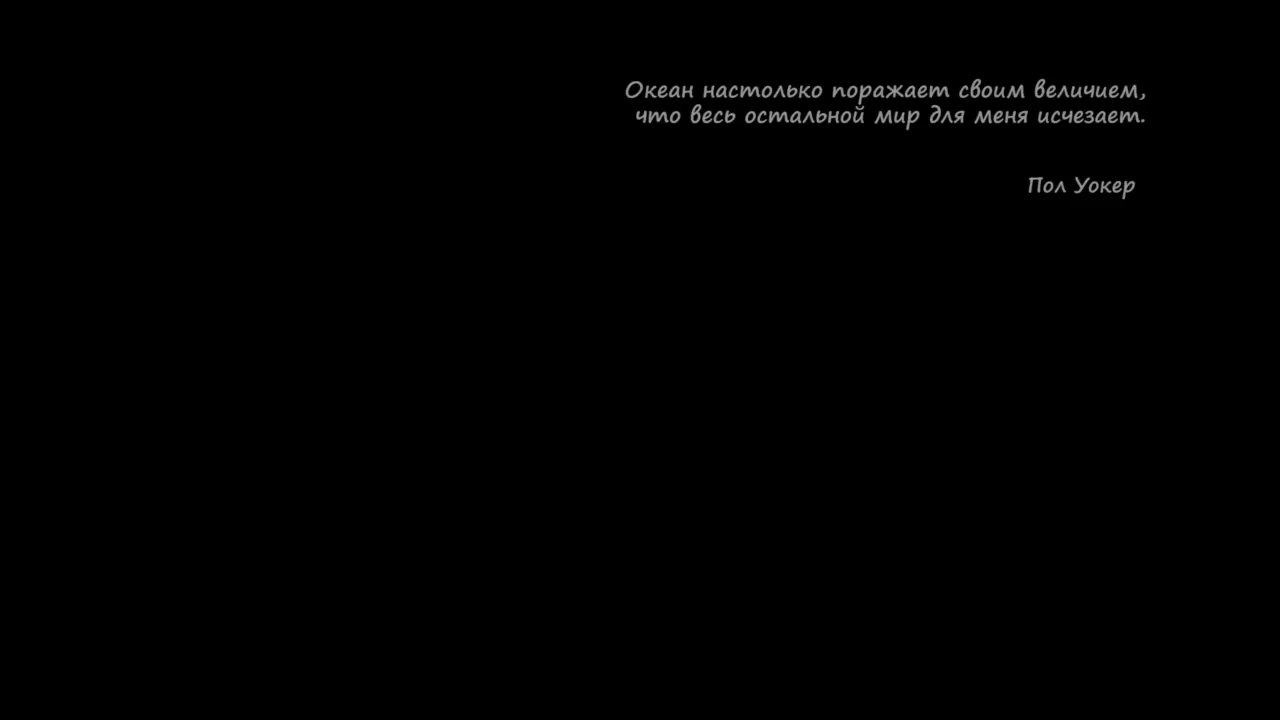 Океан настолько поражает своим величием,
что весь остальной мир для меня исчезает.
Пол Уокер